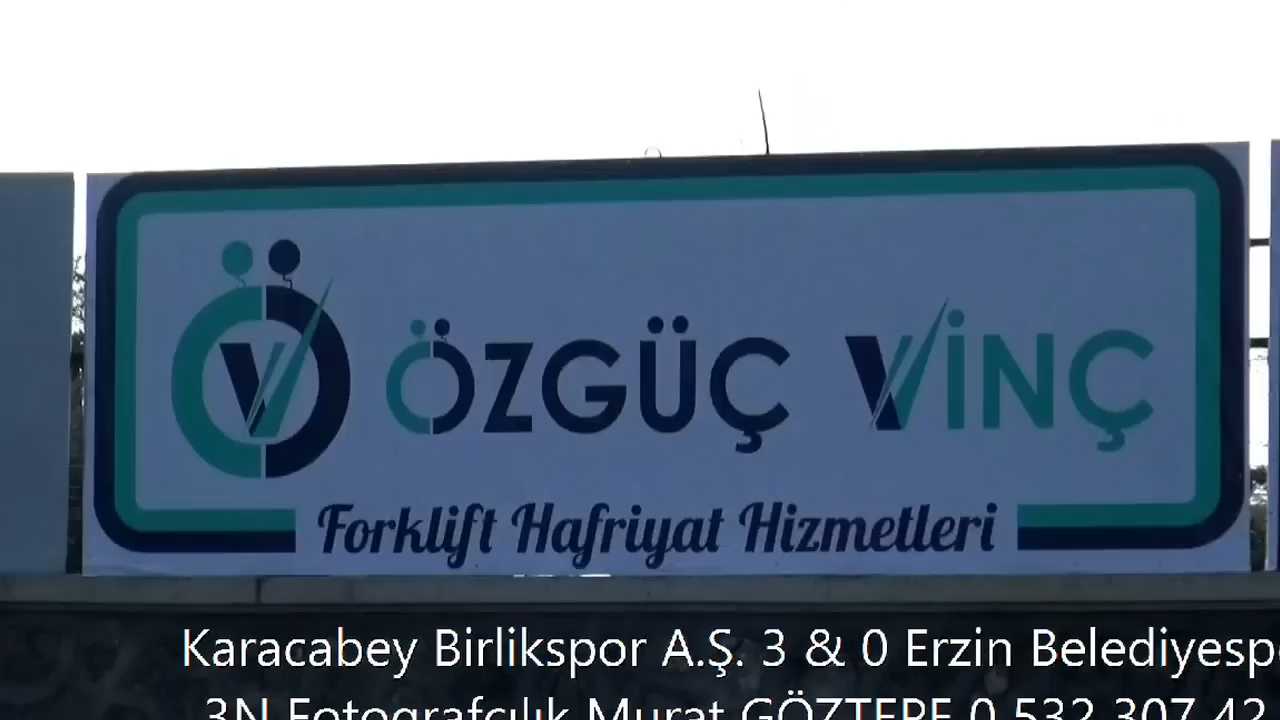 ÖZGÜÇ VİNÇ
Forklift Hafriyat Hizmetleri
Karacabey Birlikspor A.Ş. 3 & 0 Erzin
3N Fotoğrafçılık Murat GÖZTEPE 0 532 307 42